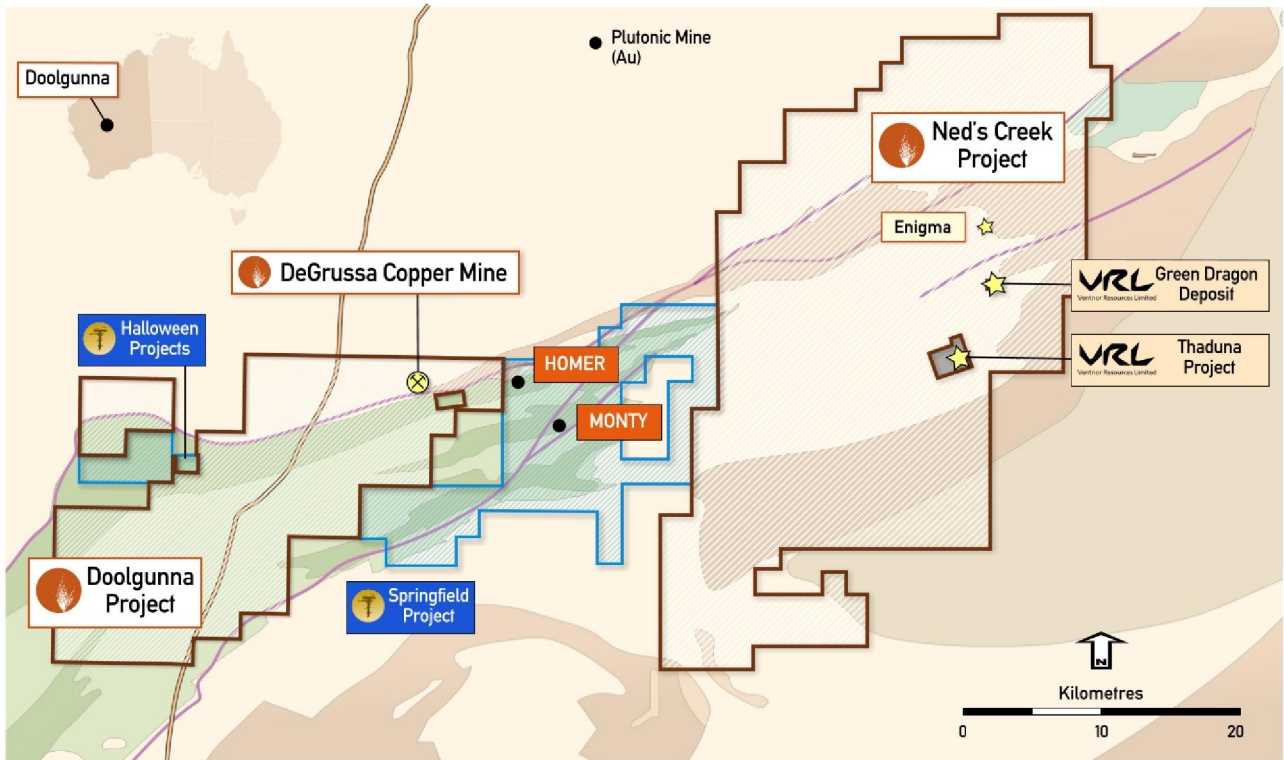 Plutonic Mine
(Au)
Doolgunna
Ned's Creek
Project
Enigma
DeGrussa Copper Mine
VRL
Ventnor Resources Limited
Green Dragon
Deposit
Halloween
Projects
HOMER
VRL
Ventnor Resources Limited
Thaduna
Project
MONTY
Doolgunna
Project
Springfield
Project
N
Kilometres
0
10
20